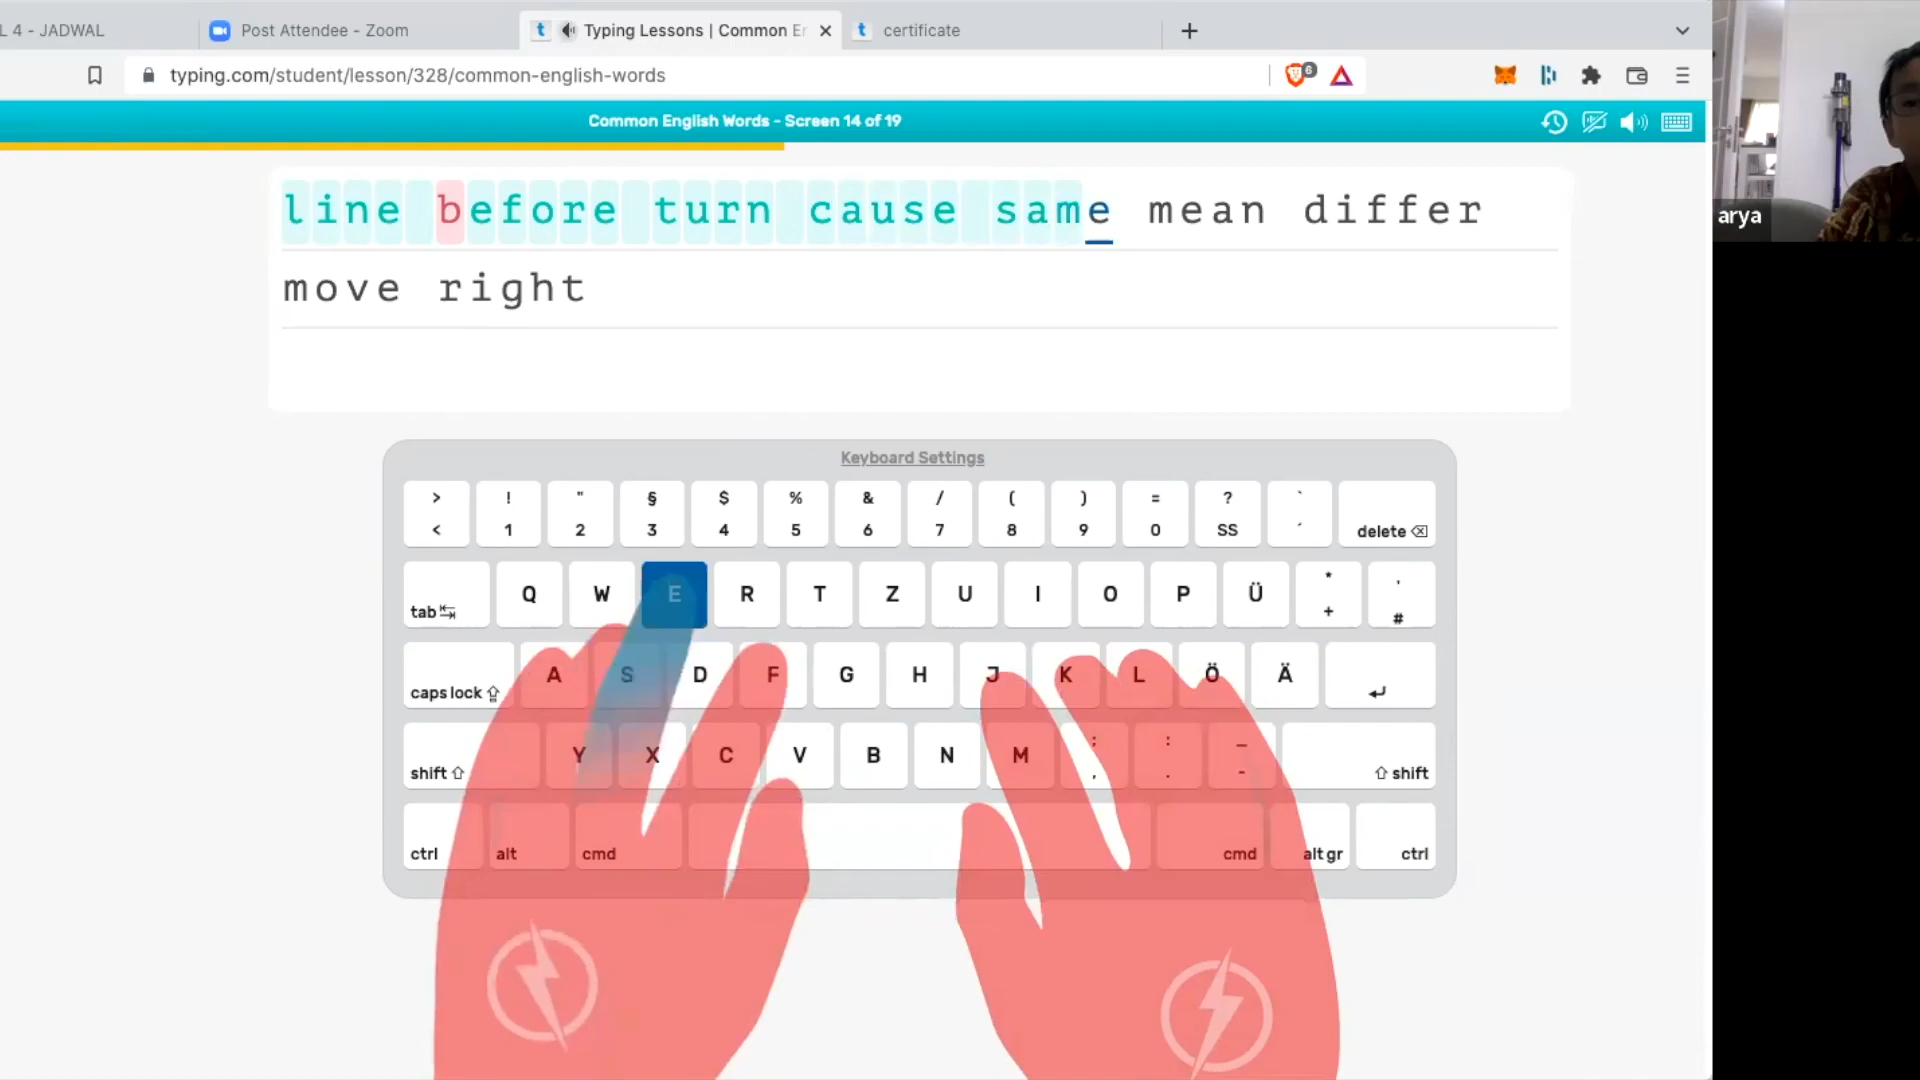 L 4 - JADWAL
Post Attendee - Zoom
t
Typing Lessons | Common Er
t
certificate
typing.com/student/lesson/328/common-english-words
6
Common English Words - Screen 14 of 19
line before turn cause same mean differ
move right
arya
Keyboard Settings
> ! " § $ % & / ( ) = ? `
< 1 2 3 4 5 6 7 8 9 0 SS ´ delete
tab Q W E R T Z U I O P Ü * + ' #
caps lock A S D F G H J K L Ö Ä
shift Y X C V B N M ; , : . _ - shift
ctrl alt cmd cmd alt gr ctrl